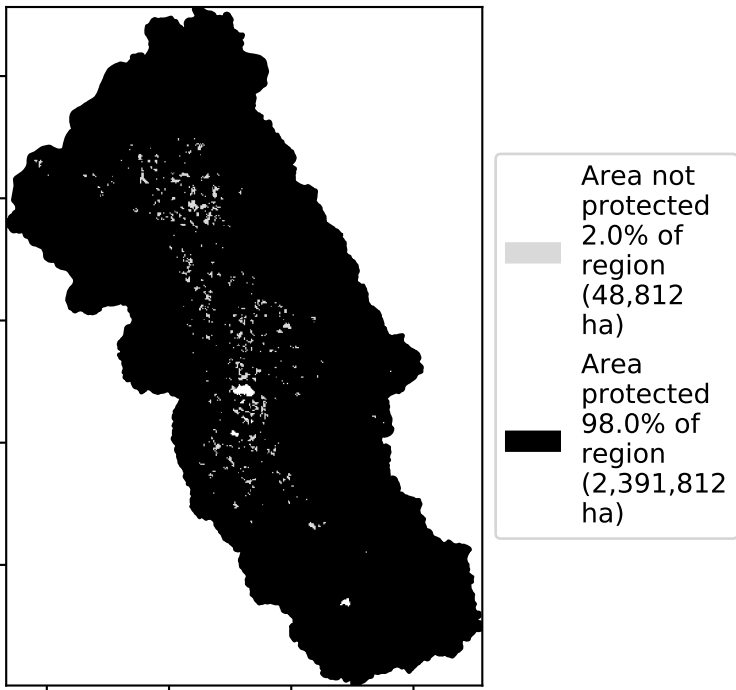 Area not
protected
2.0% of
region
(48,812
ha)
Area
protected
98.0% of
region
(2,391,812
ha)